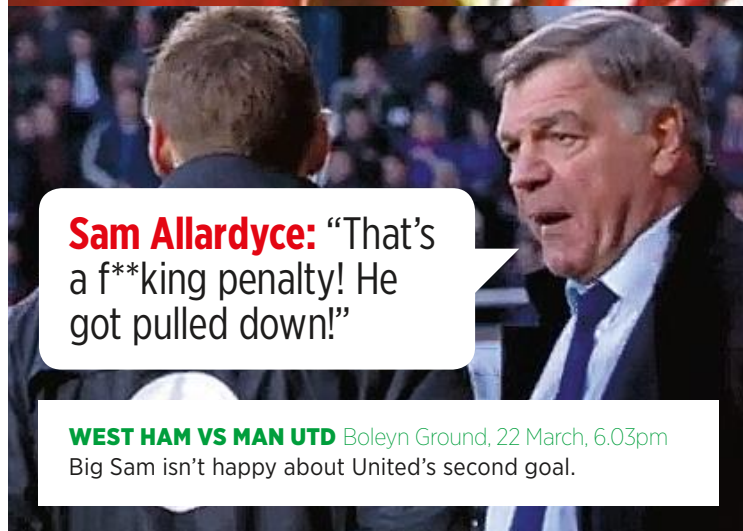 Sam Allardyce: “That’s
a f**king penalty! He
got pulled down!”
WEST HAM VS MAN UTD Boleyn Ground, 22 March, 6.03pm
Big Sam isn’t happy about United’s second goal.